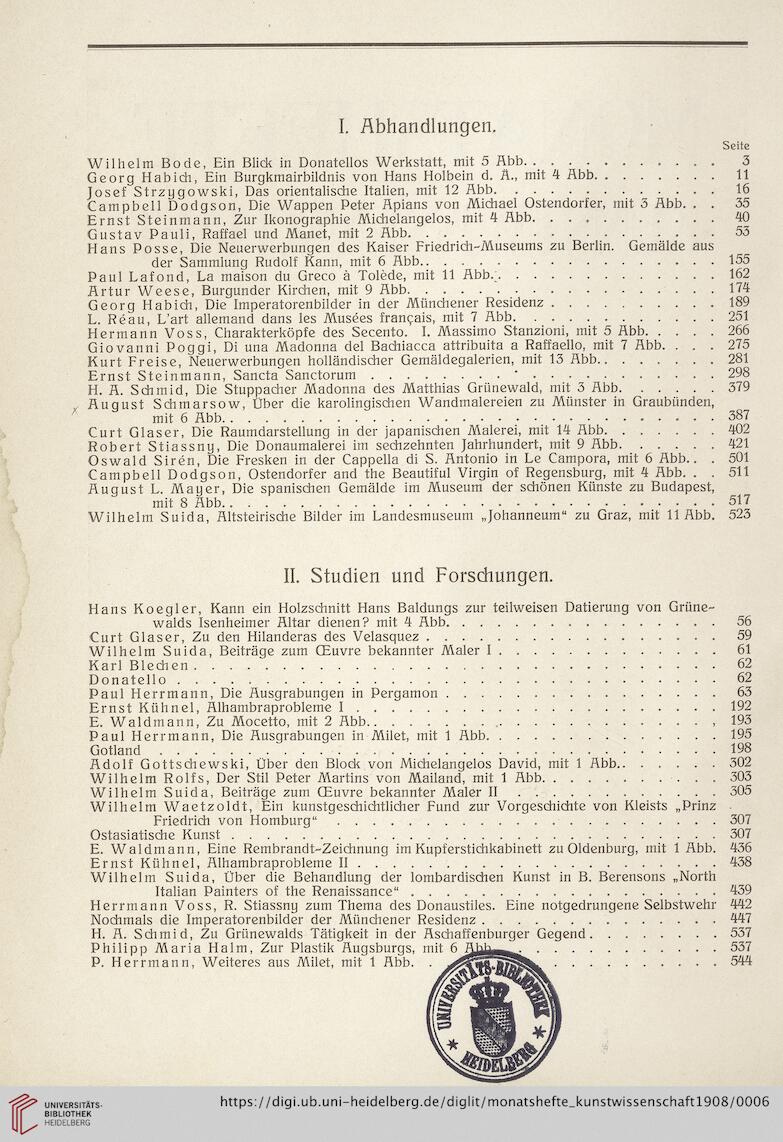 I. Abhandlungen.
Seite
Wilhelm Bode, Ein Blick in Donatellos Werkstatt, mit 5 Abb. . . . . . . . . . . . 3
Georg Habich, Ein Burgkmairbildnis von Hans Holbein d. Ä., mit 4 Abb. . . . . . . . 11
Josef Strzygowski, Das orientalische Italien, mit 12 Abb. . . . . . . . . . . . . 16
Campbell Dodgson, Die Wappen Peter Apians von Michael Ostendorfer, mit 3 Abb. . . 35
Ernst Steinmann, Zur Ikonographie Michelangelos, mit 4 Abb. . . . . . . . . . . . 40
Gustav Pauli, Raffael und Manet, mit 2 Abb. . . . . . . . . . . . . . . . . 53
Hans Posse, Die Neuerwerbungen des Kaiser Friedrich-Museums zu Berlin. Gemälde aus
der Sammlung Rudolf Kann, mit 6 Abb. . . . . . . . . . . . . . . . . . 155
Paul Lafond, La maison du Greco à Tolède, mit 11 Abb. . . . . . . . . . . . . . 162
Artur Weese, Burgunder Kirchen, mit 9 Abb. . . . . . . . . . . . . . . . . . 174
Georg Habich, Die Imperatorenbilder in der Münchener Residenz . . . . . . . . . . 189
L. Réau, L'art allemand dans les Musées français, mit 7 Abb. . . . . . . . . . . . 251
Hermann Voss, Charakterköpfe des Secento. I. Massimo Stanzioni, mit 5 Abb. . . . . 266
Giovanni Poggi, Di una Madonna del Bachiacca attribuita a Raffaello, mit 7 Abb. . . . 275
Kurt Freise, Neuerwerbungen holländischer Gemäldegalerien, mit 13 Abb. . . . . . . 281
Ernst Steinmann, Sancta Sanctorum . . . . . . . . . . . . . . . . . . . 298
H. A. Schmid, Die Stuppacher Madonna des Matthias Grünewald, mit 3 Abb. . . . . . 379
August Schmarsow, Über die karolingischen Wandmalereien zu Münster in Graubünden,
mit 6 Abb. . . . . . . . . . . . . . . . . . . . . . . . . . . . 387
Curt Glaser, Die Raumdarstellung in der japanischen Malerei, mit 14 Abb. . . . . . . 402
Robert Stiassny, Die Donaumalerei im sechzehnten Jahrhundert, mit 9 Abb. . . . . . 421
Oswald Sirén, Die Fresken in der Cappella di S. Antonio in Le Campora, mit 6 Abb. . . 501
Campbell Dodgson, Ostendorfer and the Beautiful Virgin of Regensburg, mit 4 Abb. . . 511
August L. Mayer, Die spanischen Gemälde im Museum der schönen Künste zu Budapest,
mit 8 Abb. . . . . . . . . . . . . . . . . . . . . . . . . . . . 517
Wilhelm Suida, Altsteirische Bilder im Landesmuseum „Johanneum“ zu Graz, mit 11 Abb. 523
II. Studien und Forschungen.
Hans Koegler, Kann ein Holzschnitt Hans Baldungs zur teilweisen Datierung von Grüne-
walds Isenheimer Altar dienen? mit 4 Abb. . . . . . . . . . . . . . . . 56
Curt Glaser, Zu den Hilanderas des Velasquez . . . . . . . . . . . . . . . . 59
Wilhelm Suida, Beiträge zum Œuvre bekannter Maler I . . . . . . . . . . . . . 61
Karl Blechen . . . . . . . . . . . . . . . . . . . . . . . . . . . . . 62
Donatello . . . . . . . . . . . . . . . . . . . . . . . . . . . . . . 62
Paul Herrmann, Die Ausgrabungen in Pergamon . . . . . . . . . . . . . . . 63
Ernst Kühnel, Alhambraprobleme I . . . . . . . . . . . . . . . . . . . . 192
E. Waldmann, Zu Mocetto, mit 2 Abb. . . . . . . . . . . . . . . . . . . . 193
Paul Herrmann, Die Ausgrabungen in Milet, mit 1 Abb. . . . . . . . . . . . . . 195
Gotland . . . . . . . . . . . . . . . . . . . . . . . . . . . . . . . 198
Adolf Gottschewski, Über den Block von Michelangelos David, mit 1 Abb. . . . . . . 302
Wilhelm Rolfs, Der Stil Peter Martins von Mailand, mit 1 Abb. . . . . . . . . . . 303
Wilhelm Suida, Beiträge zum Œuvre bekannter Maler II . . . . . . . . . . . . 305
Wilhelm Waetzoldt, Ein kunstgeschichtlicher Fund zur Vorgeschichte von Kleists „Prinz
Friedrich von Homburg“ . . . . . . . . . . . . . . . . . . . . . . 307
Ostasiatische Kunst . . . . . . . . . . . . . . . . . . . . . . . . . . . 307
E. Waldmann, Eine Rembrandt-Zeichnung im Kupferstichkabinett zu Oldenburg, mit 1 Abb. 436
Ernst Kühnel, Alhambraprobleme II . . . . . . . . . . . . . . . . . . . . 438
Wilhelm Suida, Über die Behandlung der lombardischen Kunst in B. Berensons „North
Italian Painters of the Renaissance“ . . . . . . . . . . . . . . . . . . 439
Herrmann Voss, R. Stiassny zum Thema des Donaustiles. Eine notgedrungene Selbstwehr 442
Nochmals die Imperatorenbilder der Münchener Residenz . . . . . . . . . . . . . 447
H. A. Schmid, Zu Grünewalds Tätigkeit in der Aschaffenburger Gegend . . . . . . . . 537
Philipp Maria Halm, Zur Plastik Augsburgs, mit 6 Abb. . . . . . . . . . . . . 537
P. Herrmann, Weiteres aus Milet, mit 1 Abb. . . . . . . . . . . . . . . . . 544
UNIVERSITÄTS-BIBLIOTHEK
* HEIDELBERG *
UNIVERSITÄTS-
BIBLIOTHEK
HEIDELBERG
https://digi.ub.uni-heidelberg.de/diglit/monatshefte_kunstwissenschaft1908/0006